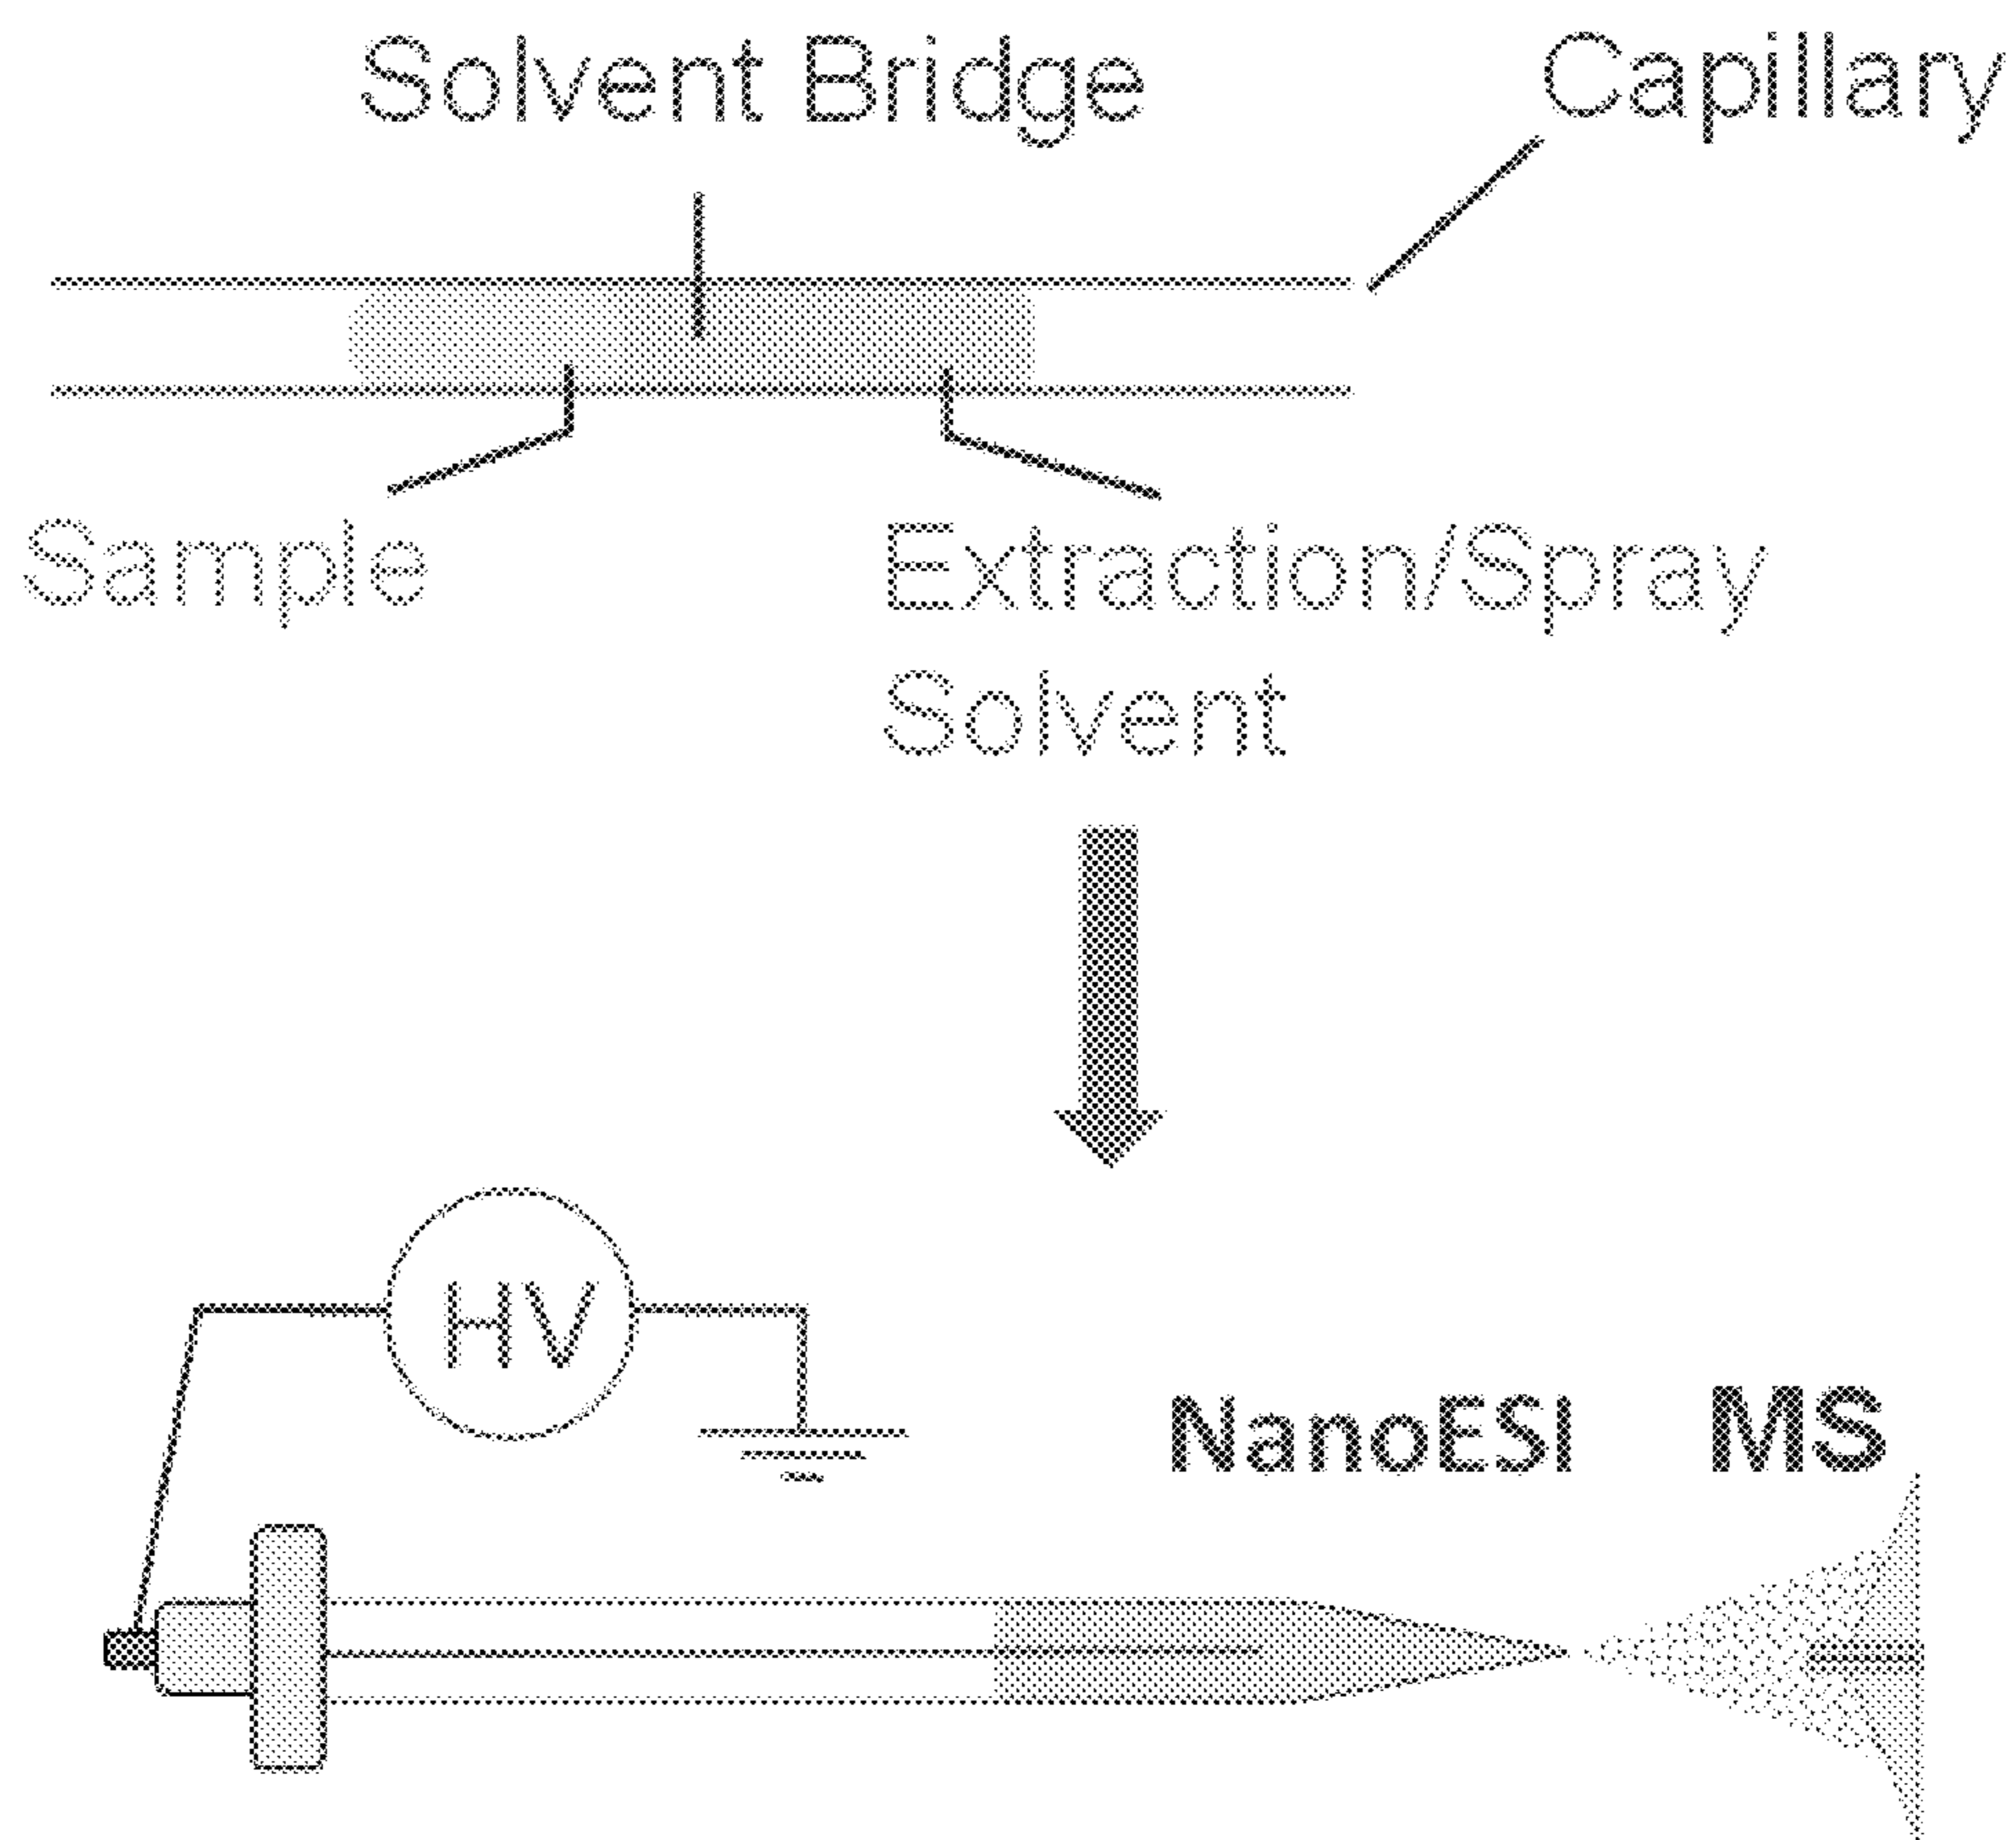 Solvent Bridge
Capillary
Sample
Extraction/Spray
Solvent
HV
NanoESI
MS